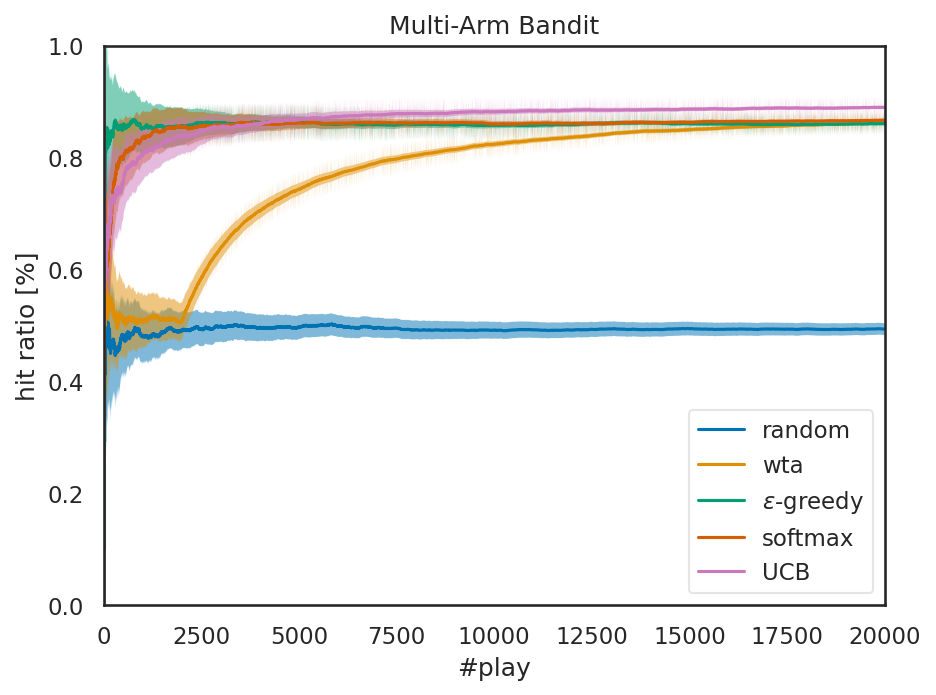 Multi-Arm Bandit
1.0
0.8
0.6
0.4
0.2
0.0
hit ratio [%]
0 2500 5000 7500 10000 12500 15000 17500 20000
#play
random
wta
ε-greedy
softmax
UCB